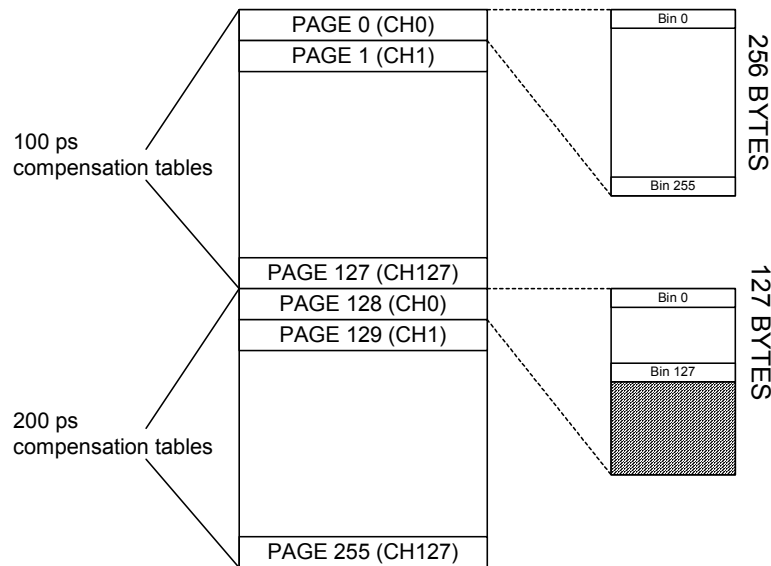 PAGE 0 (CH0)
PAGE 1 (CH1)
100 ps
compensation tables
PAGE 127 (CH127)
PAGE 128 (CH0)
PAGE 129 (CH1)
200 ps
compensation tables
PAGE 255 (CH127)
Bin 0
Bin 255
256 BYTES
Bin 0
Bin 127
127 BYTES